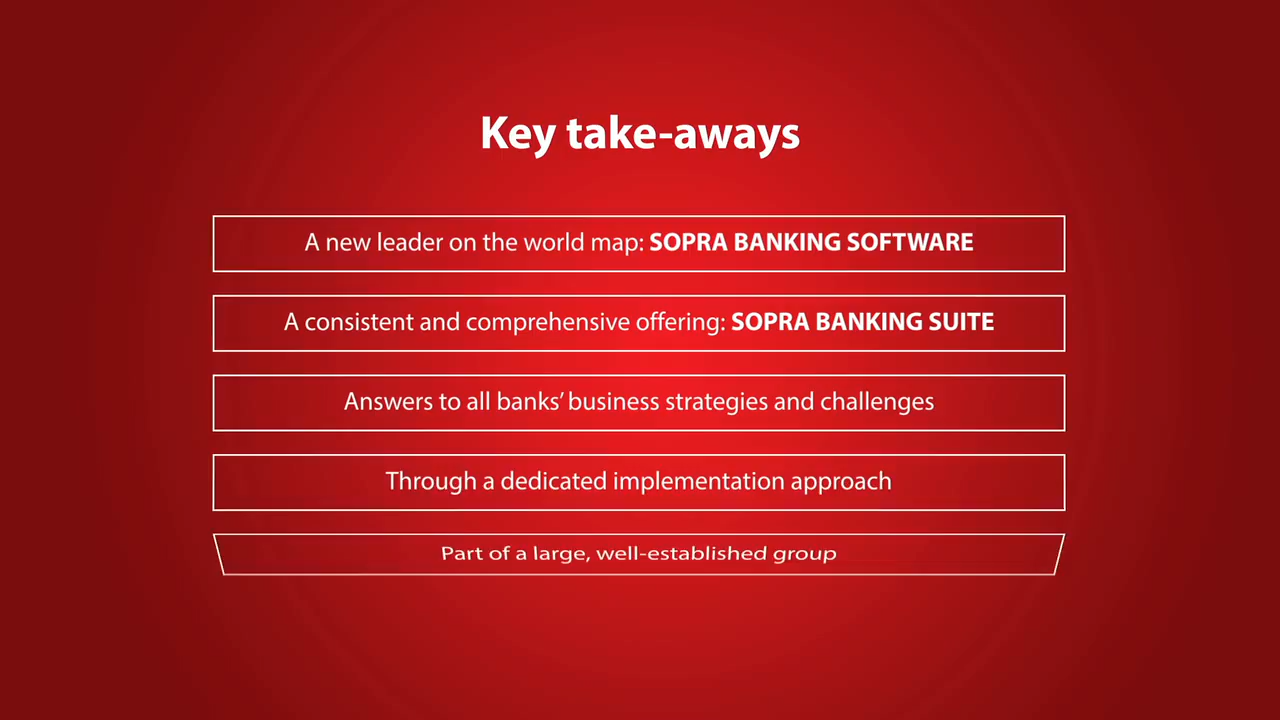 Key take-aways
A new leader on the world map: SOPRA BANKING SOFTWARE
A consistent and comprehensive offering: SOPRA BANKING SUITE
Answers to all banks’ business strategies and challenges
Through a dedicated implementation approach
Part of a large, well-established group